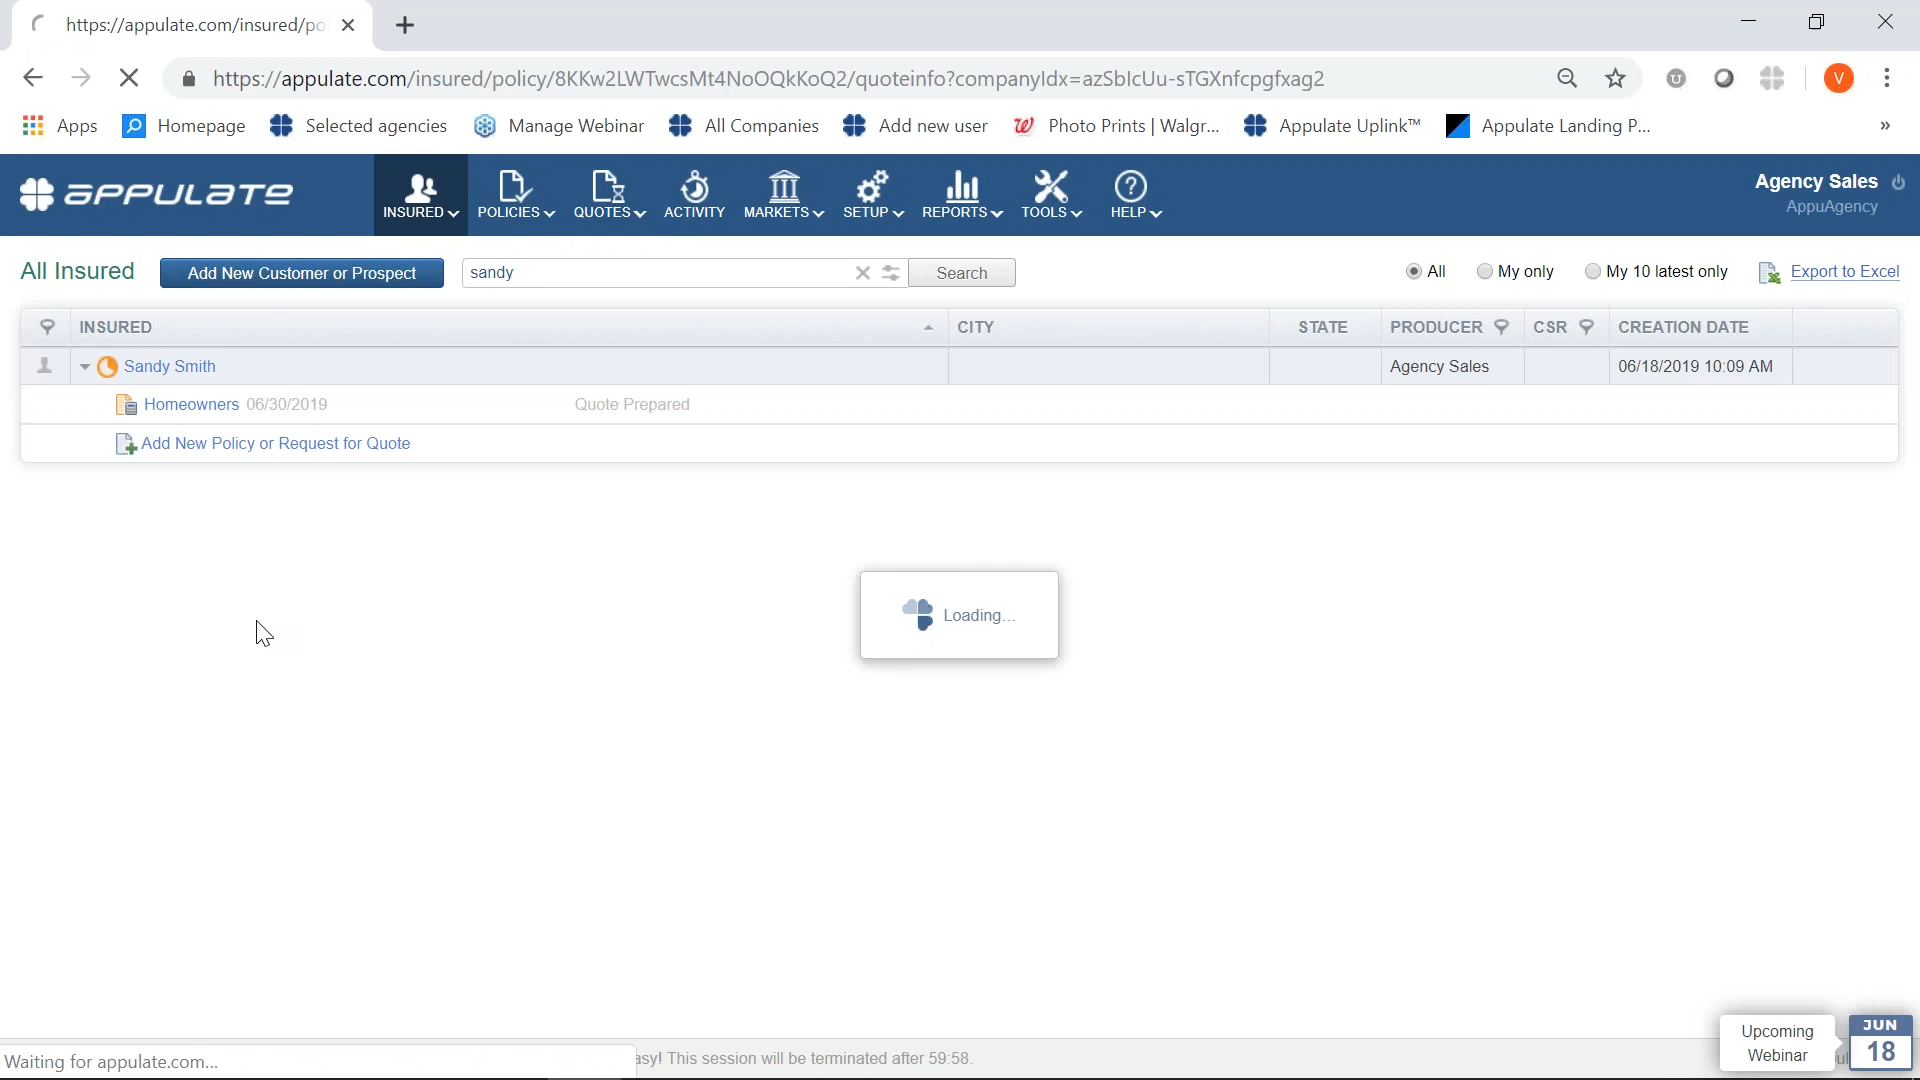 https://appulate.com/insured/po
https://appulate.com/insured/policy/8KKw2LWTwcsMt4NoOQkKoQ2/quoteinfo?companyIdx=azSbIcUu-sTGXnfcpgfxag2
V
Apps Homepage Selected agencies Manage Webinar All Companies Add new user Photo Prints | Walgr... Appulate Uplink™ Appulate Landing P... »
APPULATE
INSURED POLICIES QUOTES ACTIVITY MARKETS SETUP REPORTS TOOLS HELP
Agency Sales
AppuAgency
All Insured Add New Customer or Prospect sandy Search All My only My 10 latest only Export to Excel
INSURED CITY STATE PRODUCER CSR CREATION DATE
Sandy Smith Agency Sales 06/18/2019 10:09 AM
Homeowners 06/30/2019 Quote Prepared
Add New Policy or Request for Quote
Loading...
Upcoming
Webinar
JUN
18
Waiting for appulate.com...
asy! This session will be terminated after 59:58.